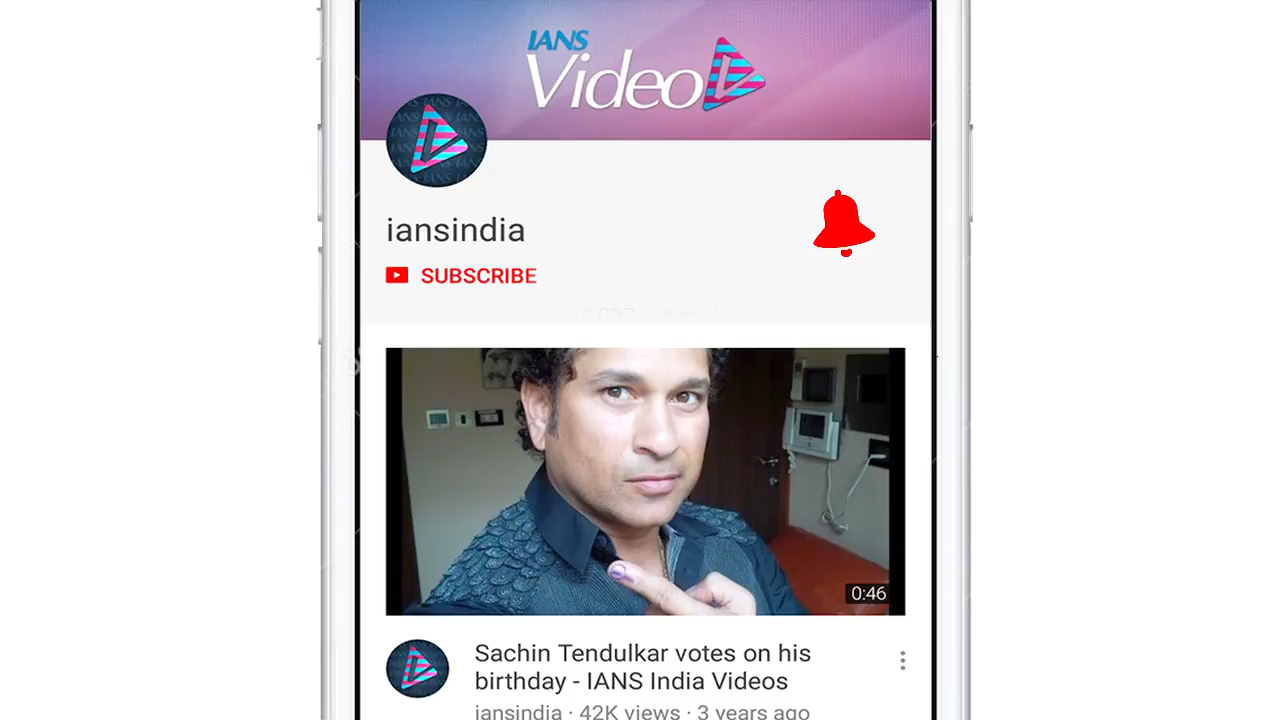 IANS
Video
iansindia
SUBSCRIBE
0:46
Sachin Tendulkar votes on his
birthday - IANS India Videos
iansindia · 42K views · 3 years ago